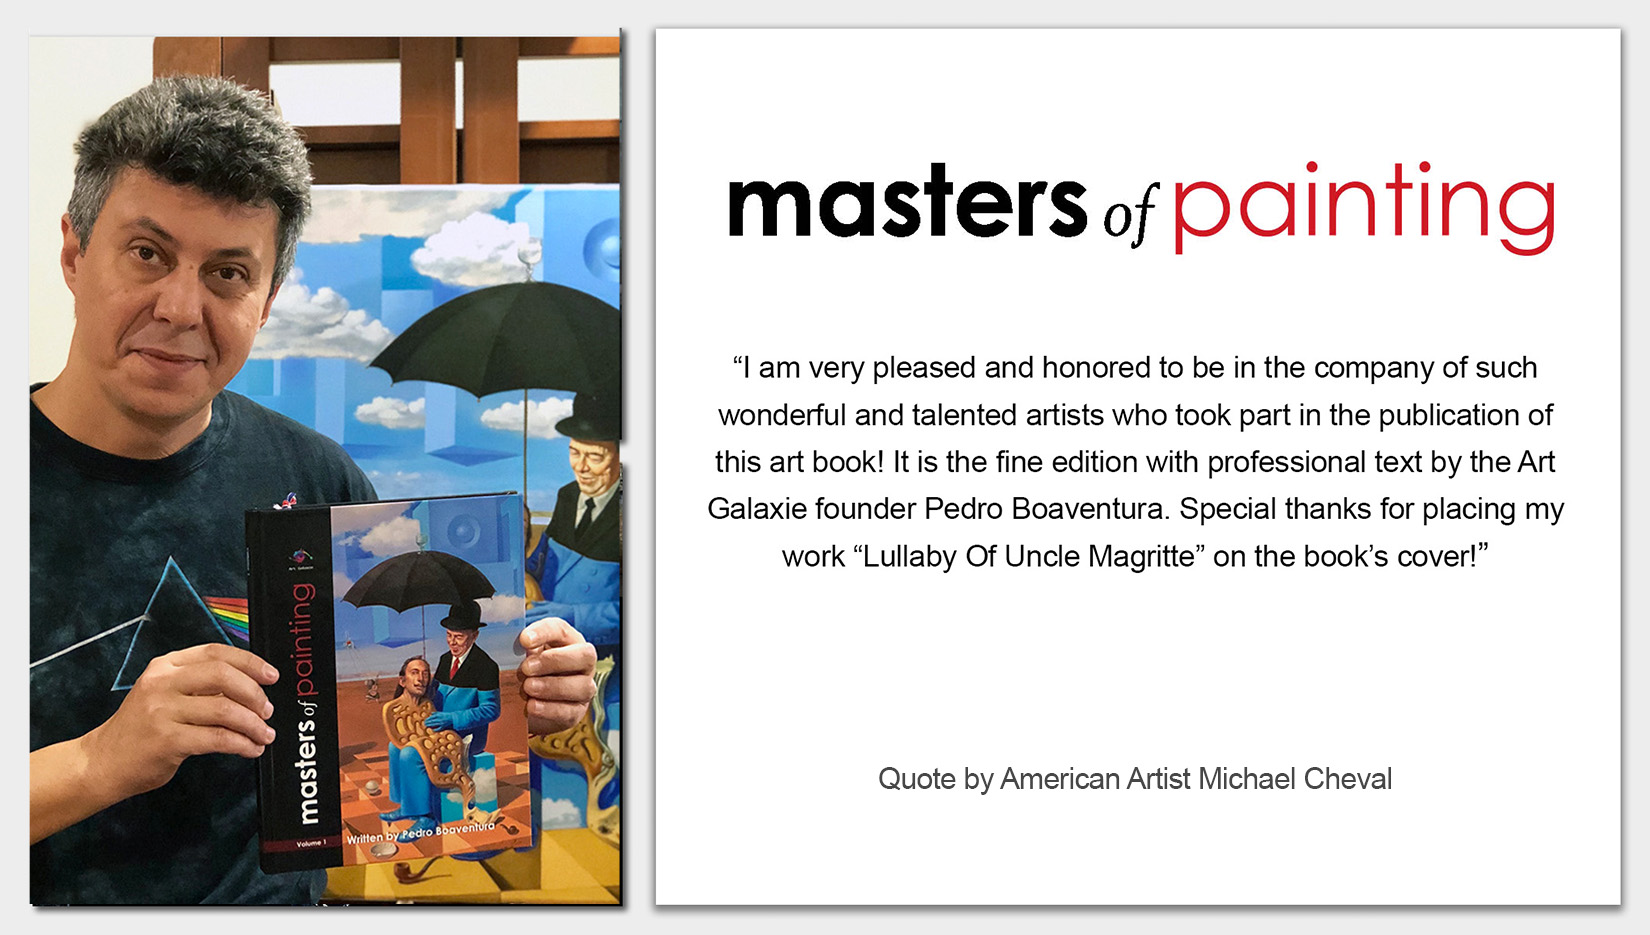 masters of painting
Volume 1
Written by Pedro Boaventura
masters of painting
“I am very pleased and honored to be in the company of such
wonderful and talented artists who took part in the publication of
this art book! It is the fine edition with professional text by the Art
Galaxie founder Pedro Boaventura. Special thanks for placing my
work “Lullaby Of Uncle Magritte” on the book’s cover!”
Quote by American Artist Michael Cheval